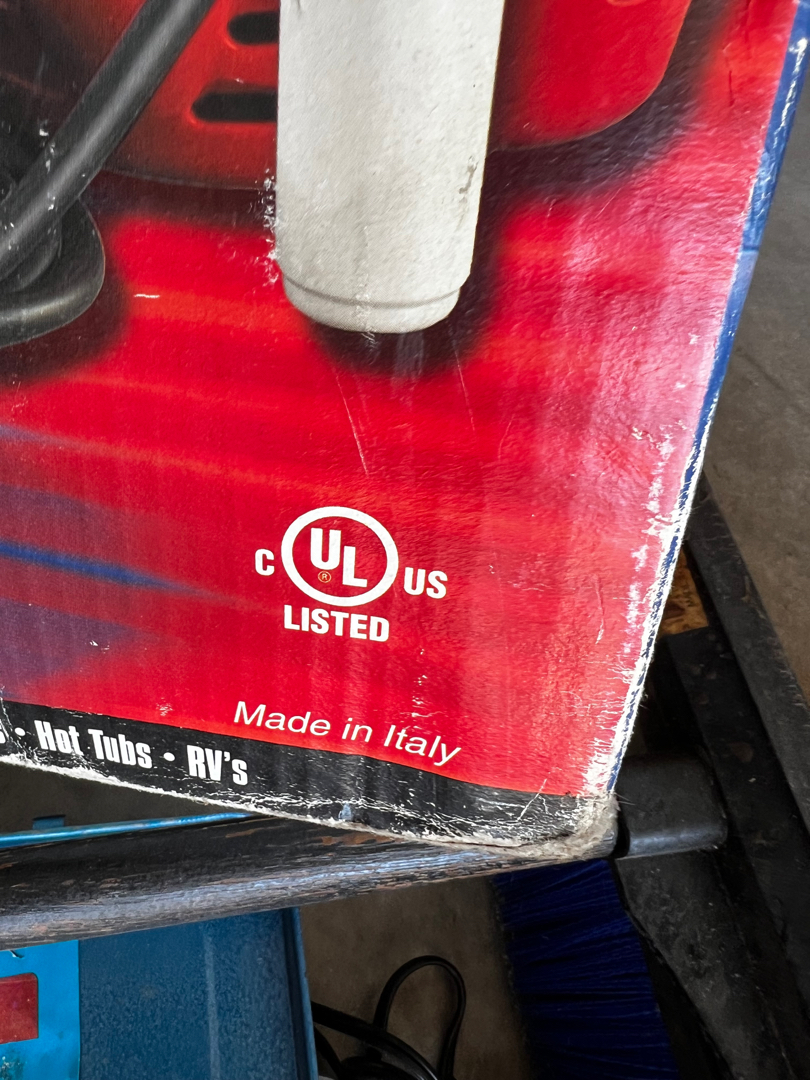 C UL® US
LISTED
Made in Italy
• Hot Tubs • RV's